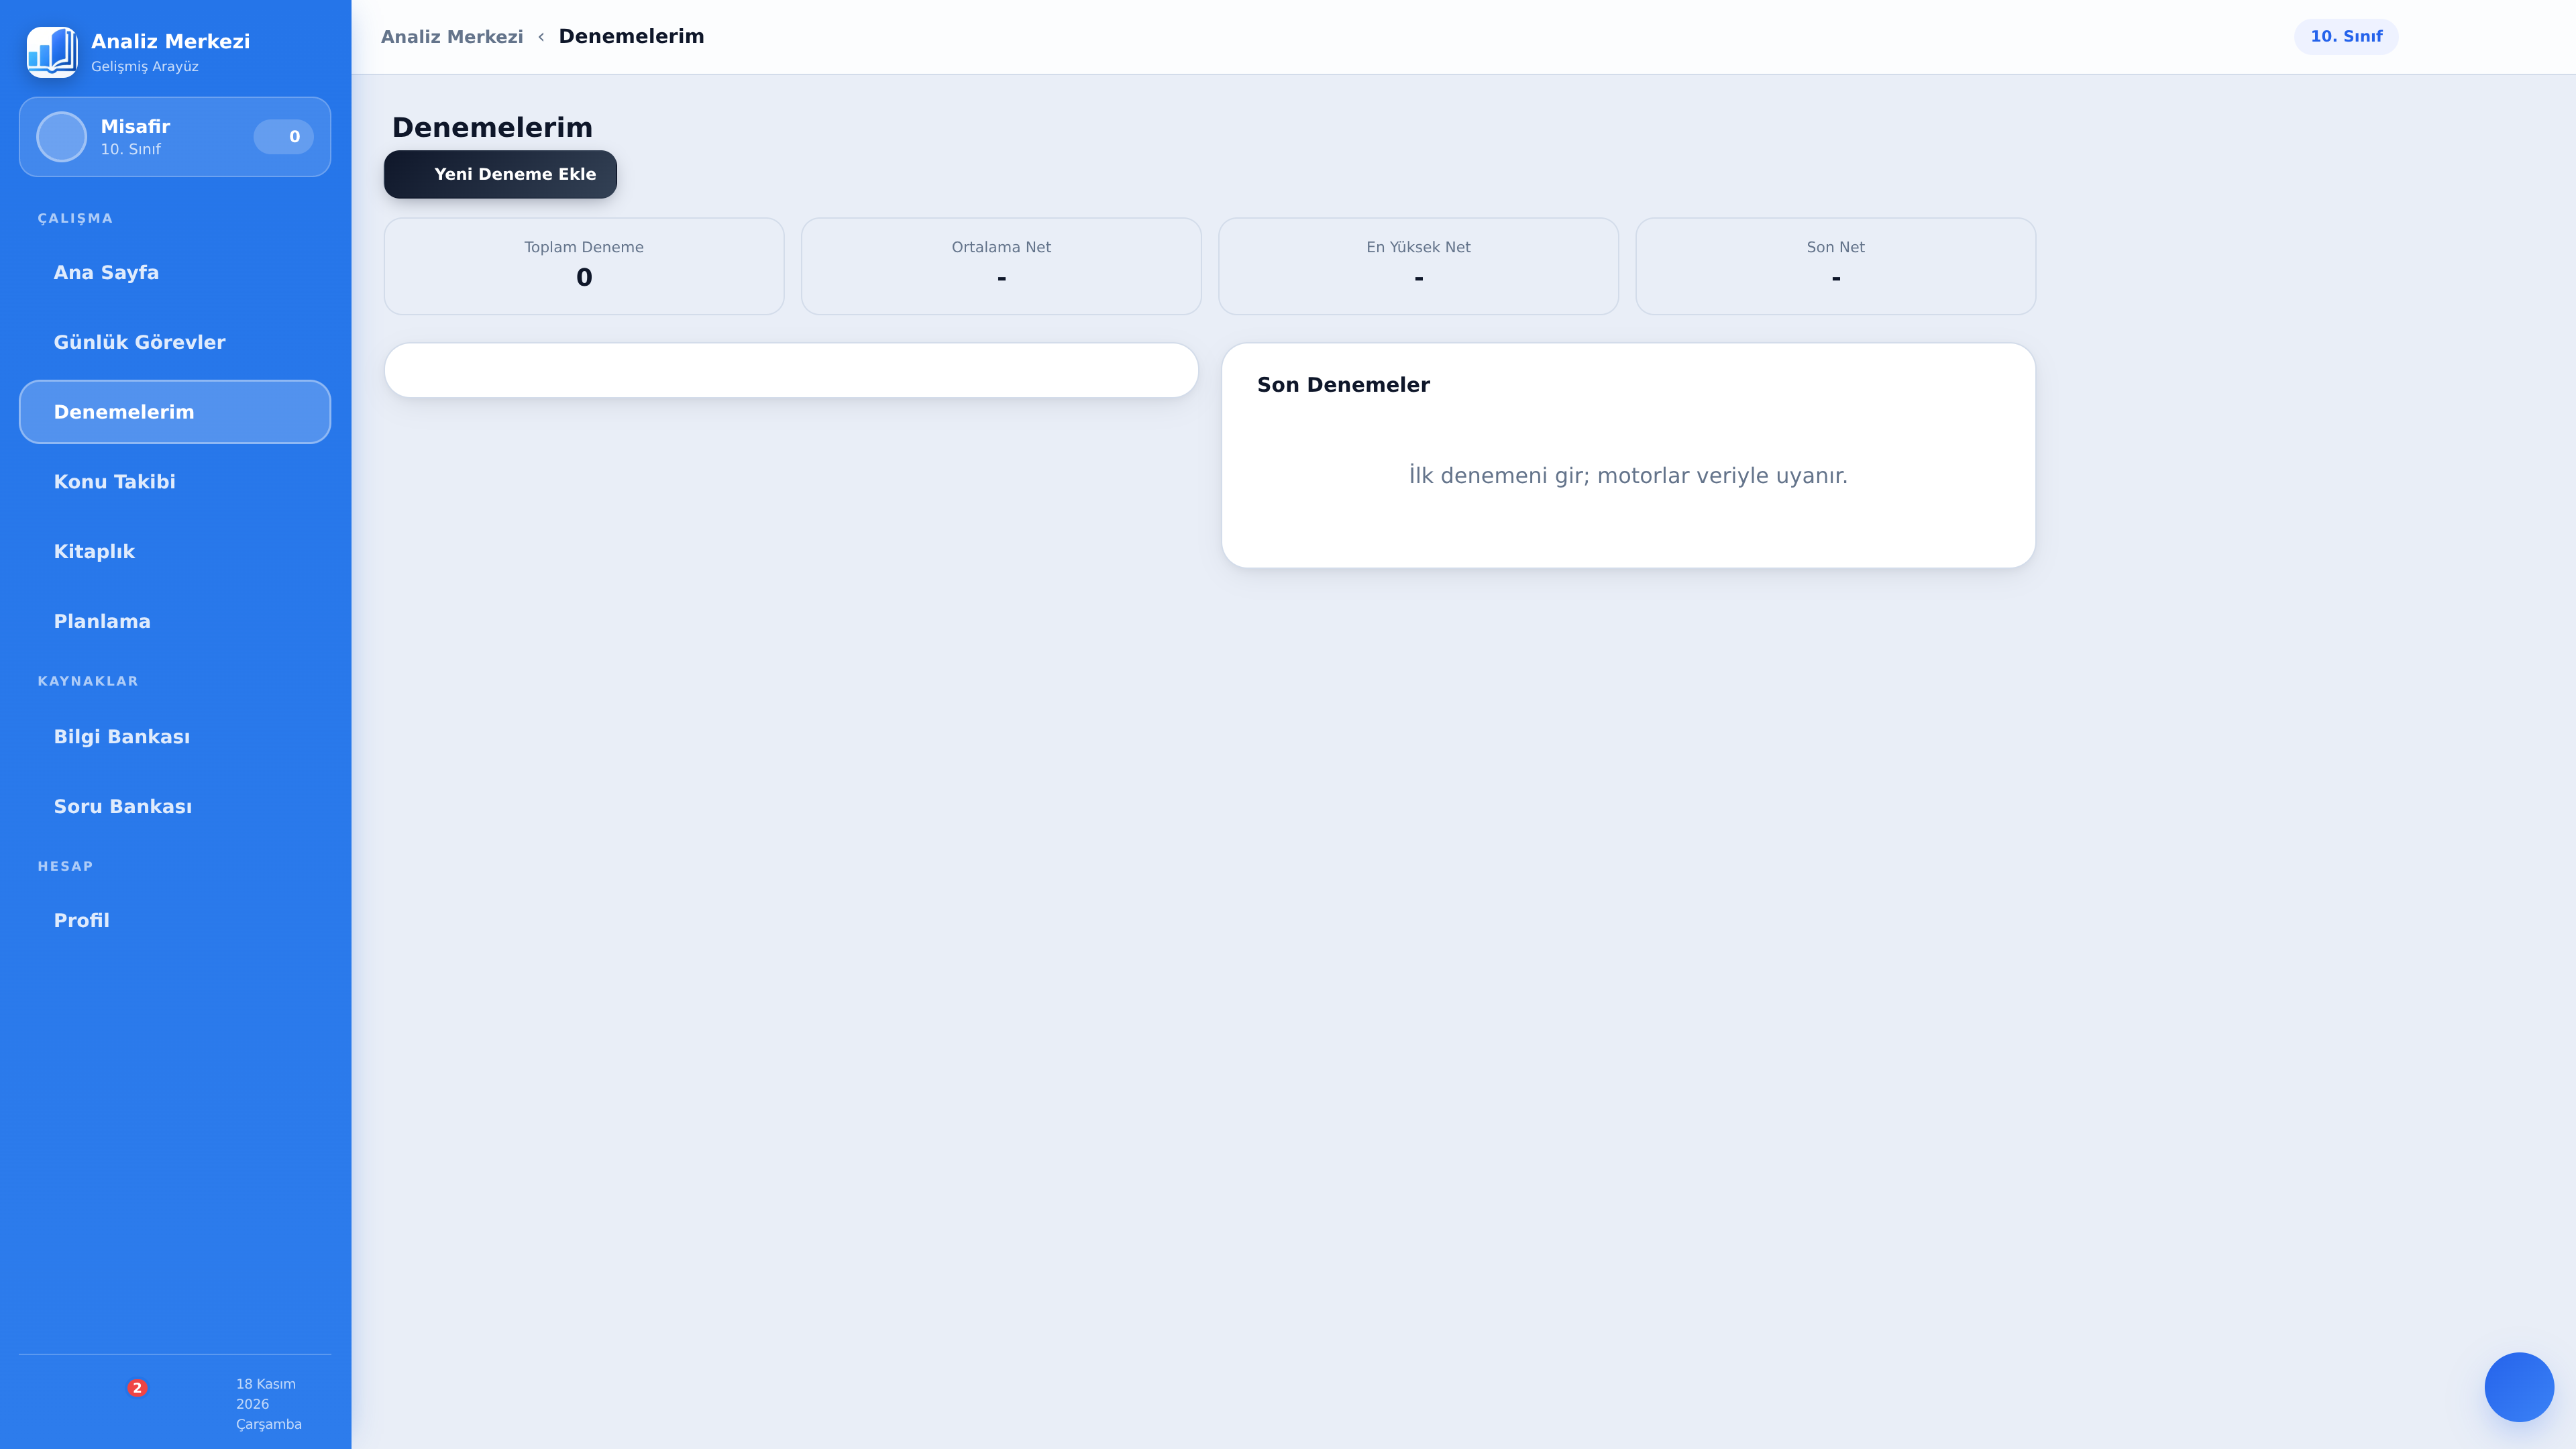 Analiz Merkezi
Gelişmiş Arayüz
Misafir
10. Sınıf
0
ÇALIŞMA
Ana Sayfa
Günlük Görevler
Denemelerim
Konu Takibi
Kitaplık
Planlama
KAYNAKLAR
Bilgi Bankası
Soru Bankası
HESAP
Profil
2
18 Kasım
2026
Çarşamba
Analiz Merkezi ‹ Denemelerim
10. Sınıf
Denemelerim
Yeni Deneme Ekle
Toplam Deneme
0
Ortalama Net
-
En Yüksek Net
-
Son Net
-
Son Denemeler
İlk denemeni gir; motorlar veriyle uyanır.